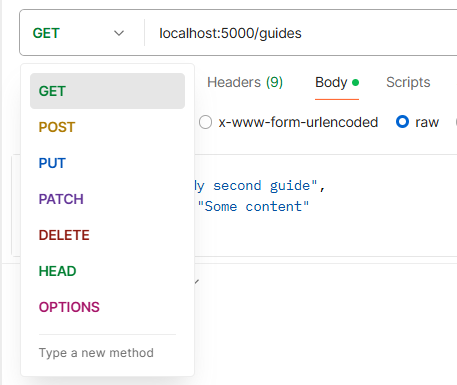 GET localhost:5000/guides
Headers (9) Body Scripts
GET
POST
x-www-form-urlencoded raw
PUT
PATCH
second guide",
"Some content"
DELETE
HEAD
OPTIONS
Type a new method